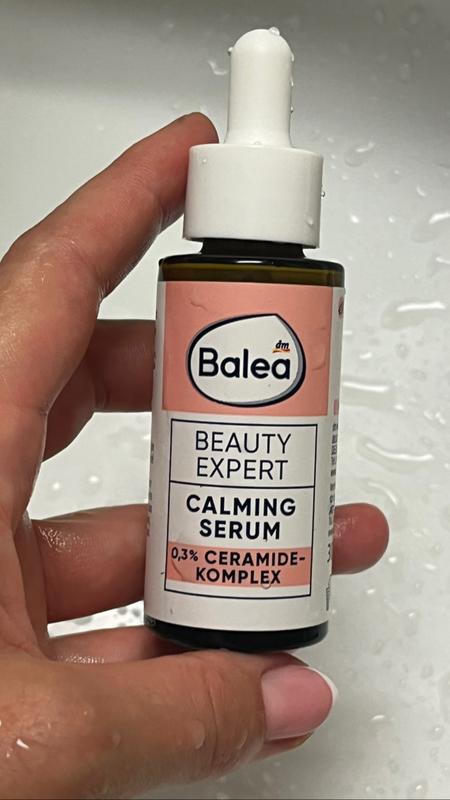 dm
Balea
BEAUTY
EXPERT
CALMING
SERUM
0,3% CERAMIDE-
KOMPLEX